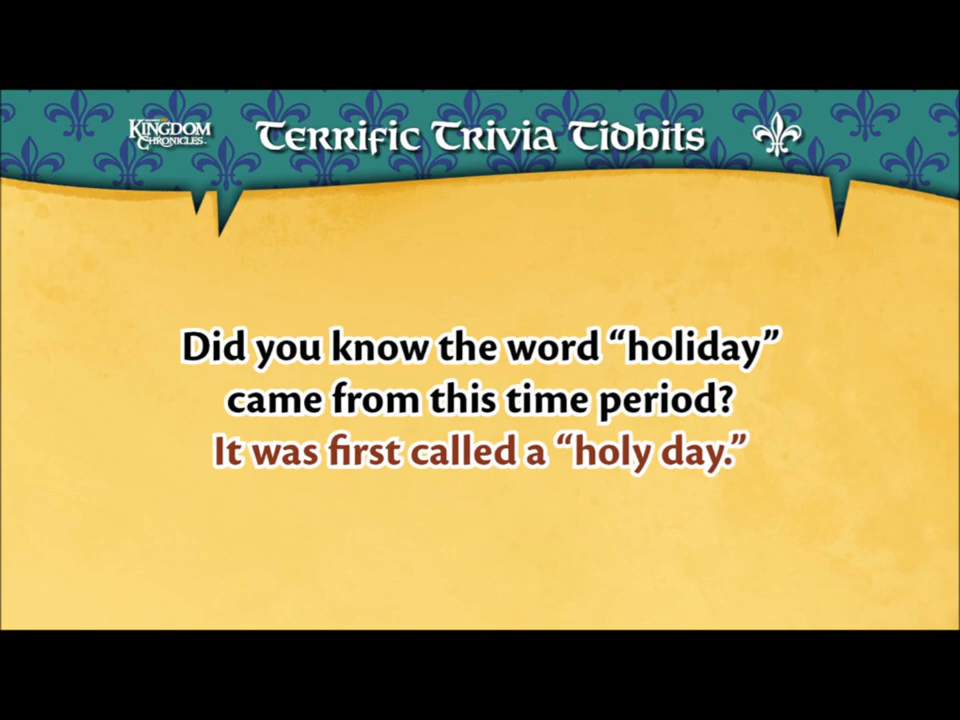 KINGDOM
CHRONICLES
Terrific Trivia Tidbits
Did you know the word “holiday”
came from this time period?
It was first called a “holy day.”